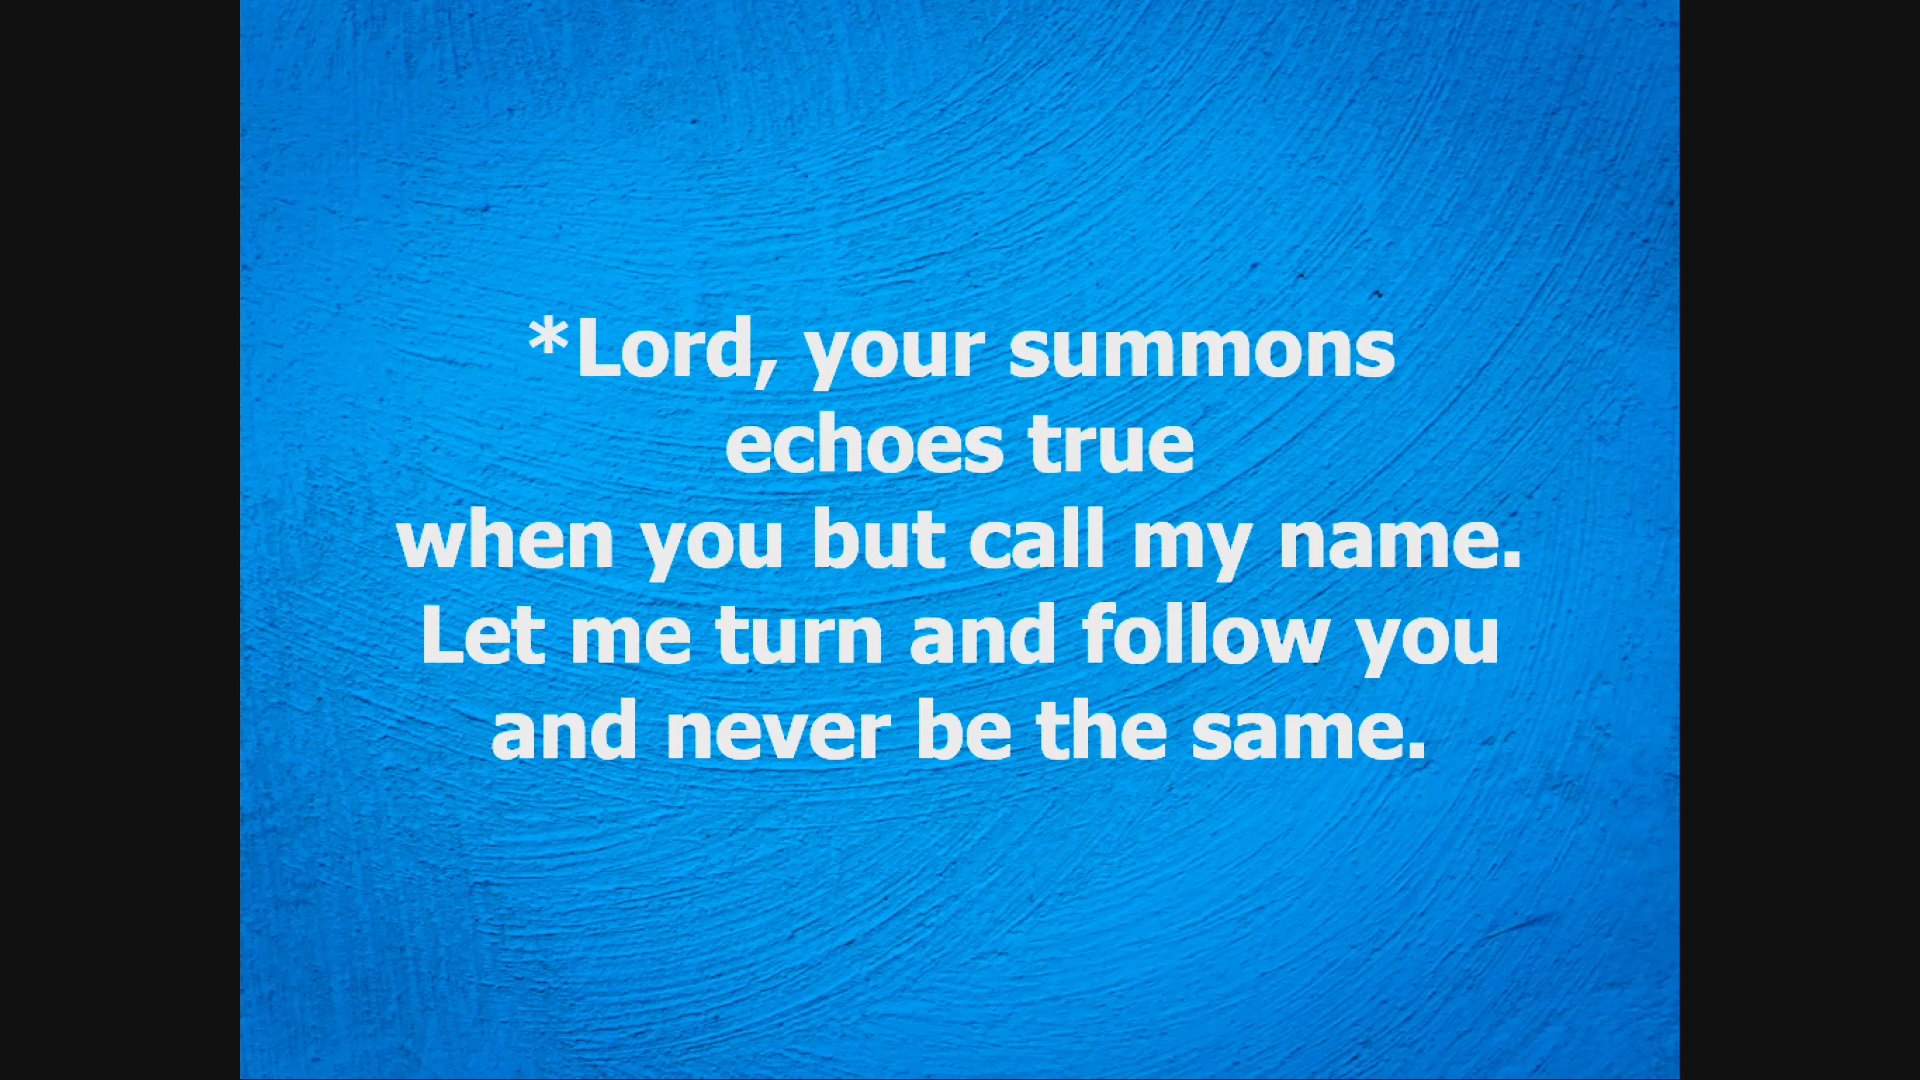 *Lord, your summons
echoes true
when you but call my name.
Let me turn and follow you
and never be the same.